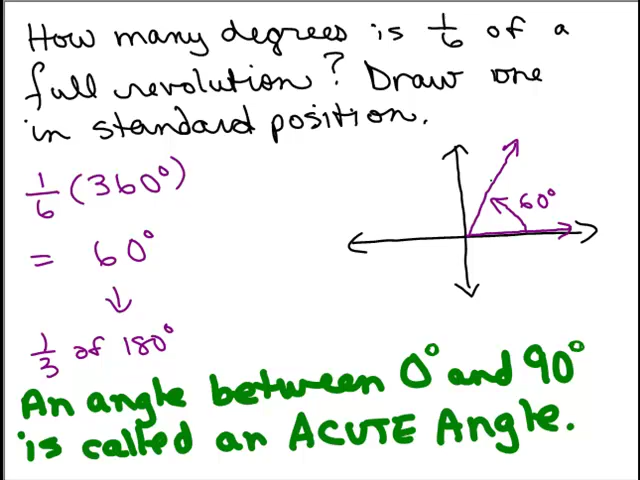 How many degrees is 1/6 of a
full revolution? Draw one
in standard position.
1/6 (360°)
= 60°
↓
1/3 of 180°
60°
An angle between 0° and 90°
is called an ACUTE Angle.